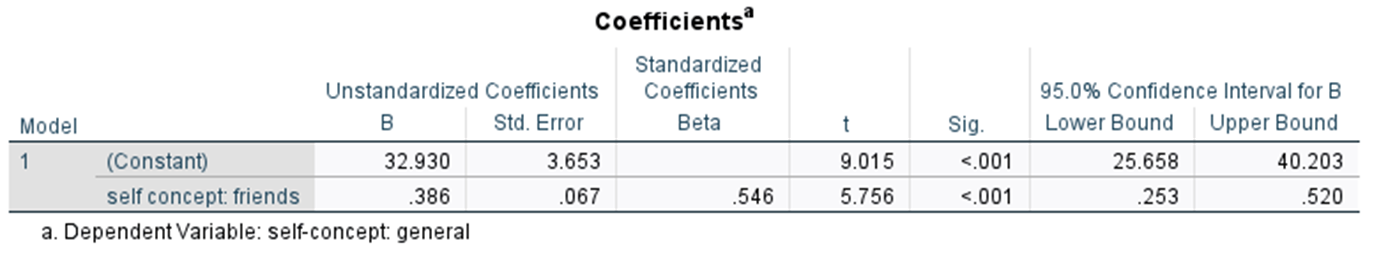 Coefficientsa
Unstandardized Coefficients Standardized Coefficients 95.0% Confidence Interval for B
Model B Std. Error Beta t Sig. Lower Bound Upper Bound
1 (Constant) 32.930 3.653 9.015 <.001 25.658 40.203
self concept: friends .386 .067 .546 5.756 <.001 .253 .520
a. Dependent Variable: self-concept: general